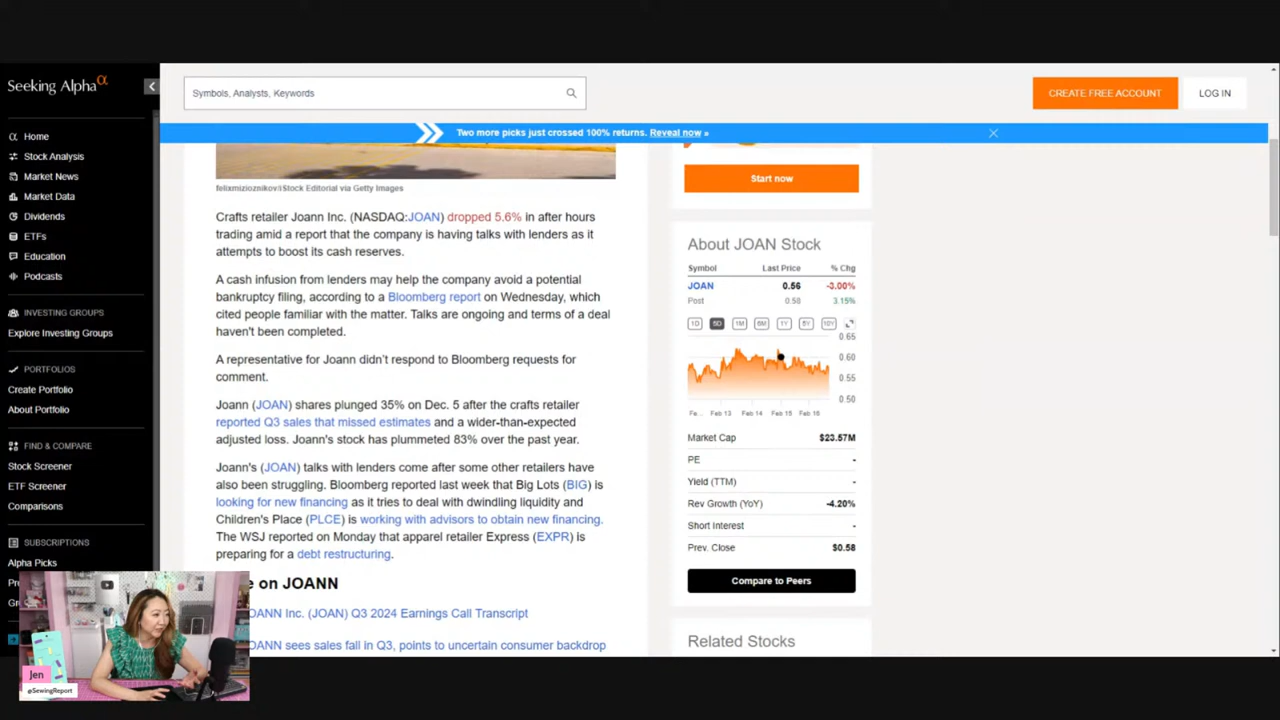 Seeking Alpha α
Symbols, Analysts, Keywords
CREATE FREE ACCOUNT
LOG IN
Two more picks just crossed 100% returns. Reveal now »
Home
Stock Analysis
Market News
Market Data
Dividends
ETFs
Education
Podcasts
INVESTING GROUPS
Explore Investing Groups
PORTFOLIOS
Create Portfolio
About Portfolio
FIND & COMPARE
Stock Screener
ETF Screener
Comparisons
SUBSCRIPTIONS
Alpha Picks
felixmizioznikov/iStock Editorial via Getty Images
Crafts retailer Joann Inc. (NASDAQ:JOAN) dropped 5.6% in after hours
trading amid a report that the company is having talks with lenders as it
attempts to boost its cash reserves.
A cash infusion from lenders may help the company avoid a potential
bankruptcy filing, according to a Bloomberg report on Wednesday, which
cited people familiar with the matter. Talks are ongoing and terms of a deal
haven't been completed.
A representative for Joann didn't respond to Bloomberg requests for
comment.
Joann (JOAN) shares plunged 35% on Dec. 5 after the crafts retailer
reported Q3 sales that missed estimates and a wider-than-expected
adjusted loss. Joann's stock has plummeted 83% over the past year.
Joann's (JOAN) talks with lenders come after some other retailers have
also been struggling. Bloomberg reported last week that Big Lots (BIG) is
looking for new financing as it tries to deal with dwindling liquidity and
Children's Place (PLCE) is working with advisors to obtain new financing.
The WSJ reported on Monday that apparel retailer Express (EXPR) is
preparing for a debt restructuring.
e on JOANN
OANN Inc. (JOAN) Q3 2024 Earnings Call Transcript
OANN sees sales fall in Q3, points to uncertain consumer backdrop
Start now
About JOAN Stock
Symbol Last Price % Chg
JOAN 0.56 -3.00%
Post 0.58 3.15%
1D 5D 1M 6M 1Y 5Y 10Y
0.65
0.60
0.55
0.50
Fe... Feb 13 Feb 14 Feb 15 Feb 16
Market Cap $23.57M
PE -
Yield (TTM) -
Rev Growth (YoY) -4.20%
Short Interest -
Prev. Close $0.58
Compare to Peers
Related Stocks
Jen
@SewingReport